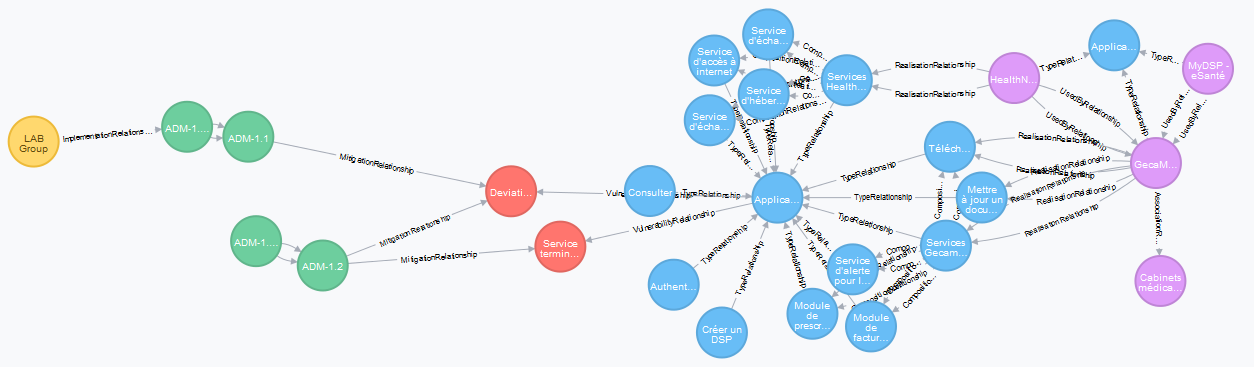 LAB
Group
ImplementationRelations...
ADM-1....
ADM-1.1
MitigationRelationship
ADM-1....
ADM-1.2
MitigationRelationship
MitigationRelationship
Deviati...
Service
termin...
VulnerabilityRelationship
Consulter
TypeRelationship
Service
d'accès à
internet
Service
d'écha...
Service
d'héber...
Service
d'écha...
Services
Health...
TypeRelationship
RealisationRelationship
RealisationRelationship
HealthN...
TypeRelat...
Applica...
TypeR...
MyDSP -
eSanté
TypeRelationship
UsedByRelationship
UsedByRelationship
UsedByRel...
UsedByRel...
GecaM...
AssociationR...
Cabinets
médica...
Téléch...
RealisationRelationship
Mettre
à jour un
docu...
RealisationRelationship
RealisationRelationship
RealisationRelationship
Services
Gecam...
Applica...
TypeRelationship
TypeRelationship
TypeRelationship
Authent...
TypeRelationship
Créer un
DSP
TypeRelationship
TypeRelationship
Service
d'alerte
pour l...
Module
de
prescr...
Module
de
factur...